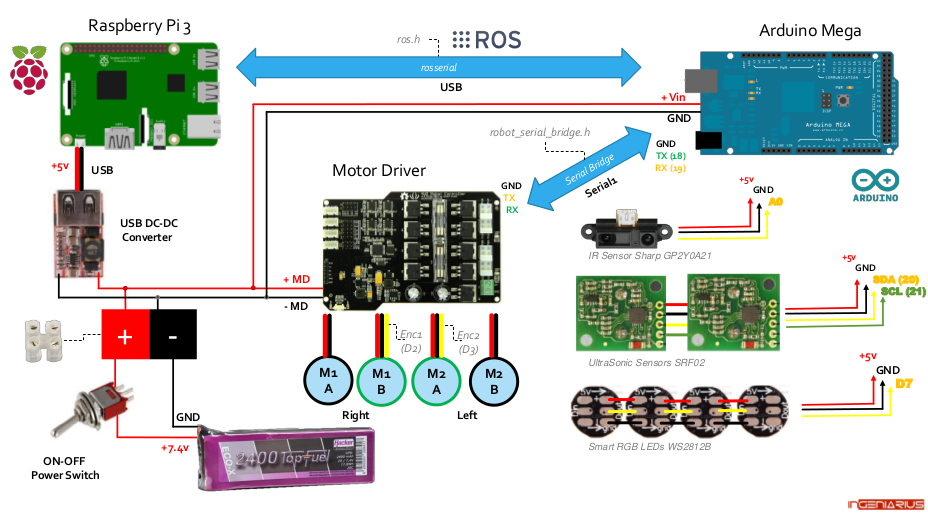 Raspberry Pi 3
ros.h
ROS
rosserial
USB
Arduino Mega
+ Vin
GND
Arduino MEGA
ARDUINO
robot_serial_bridge.h
Serial Bridge
Serial1
GND
TX (18)
RX (19)
+5v
USB
USB DC-DC
Converter
Motor Driver
GND
TX
RX
+ MD
- MD
+5v
GND
A0
IR Sensor Sharp GP2Y0A21
+5v
GND
SDA (20)
SCL (21)
UltraSonic Sensors SRF02
+
-
Enc1
(D2)
Enc2
(D3)
M1
A
M1
B
M2
A
M2
B
Right
Left
+5v
GND
D7
Smart RGB LEDs WS2812B
GND
+7.4v
ON-OFF
Power Switch
hacker
ECO-X
2400 TopFuel
INGENIARIUS